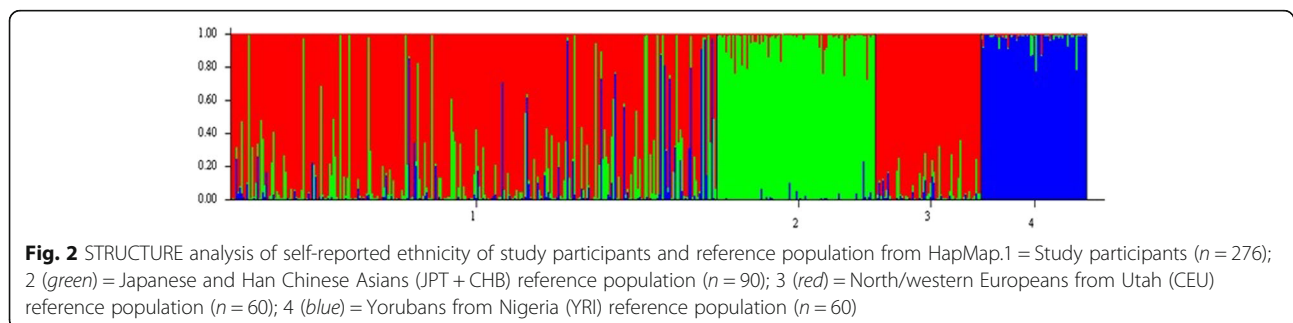 1.00
0.80
0.60
0.40
0.20
0.00
1 2 3 4
Fig. 2 STRUCTURE analysis of self-reported ethnicity of study participants and reference population from HapMap.1 = Study participants (n = 276);
2 (green) = Japanese and Han Chinese Asians (JPT + CHB) reference population (n = 90); 3 (red) = North/western Europeans from Utah (CEU)
reference population (n = 60); 4 (blue) = Yorubans from Nigeria (YRI) reference population (n = 60)